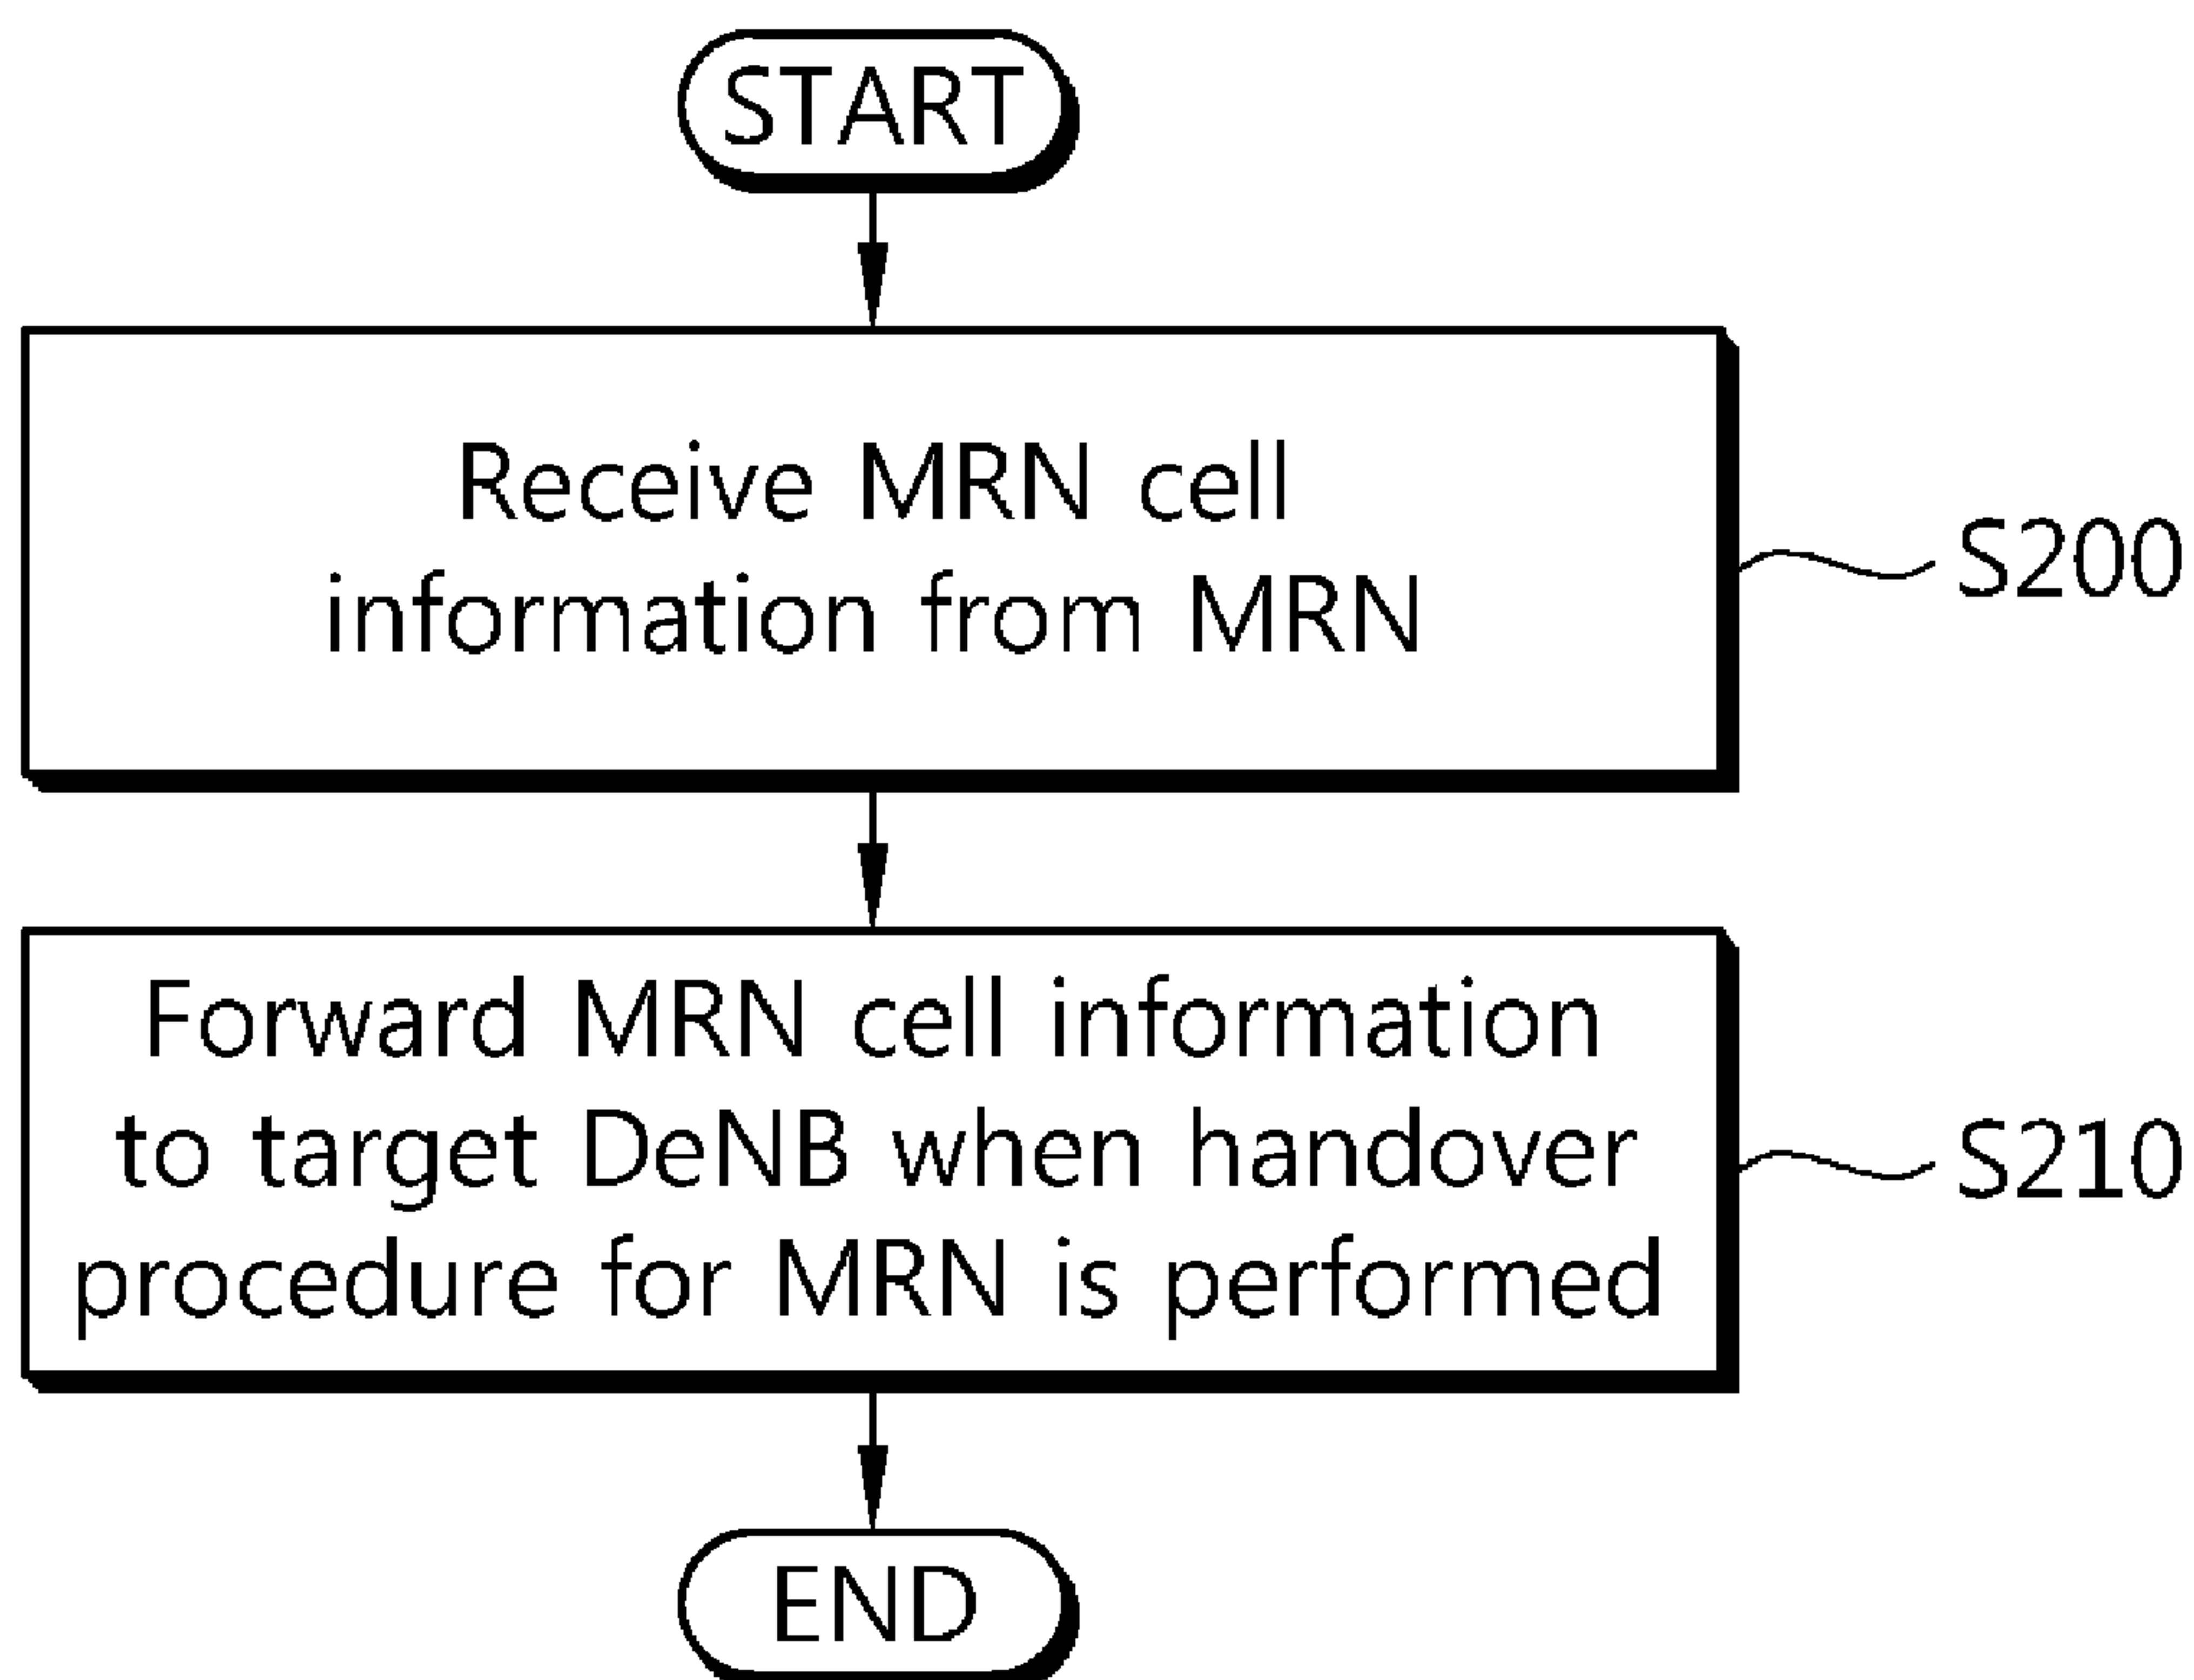 START
Receive MRN cell
information from MRN
S200
Forward MRN cell information
to target DeNB when handover
procedure for MRN is performed
S210
END